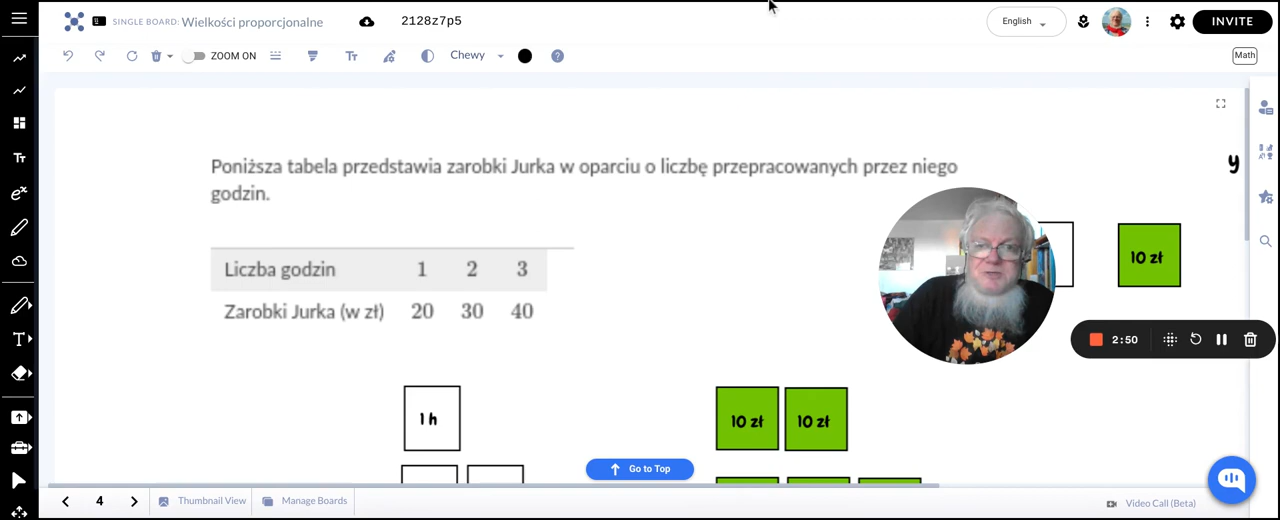 SINGLE BOARD: Wielkości proporcjonalne
2128z7p5
English
INVITE
ZOOM ON
Tт
Chewy
Math
Poniższa tabela przedstawia zarobki Jurka w oparciu o liczbę przepracowanych przez niego
godzin.
y
10 zł
Liczba godzin 1 2 3
Zarobki Jurka (w zł) 20 30 40
2:50
1 h
10 zł 10 zł
Go to Top
4
Thumbnail View
Manage Boards
Video Call (Beta)